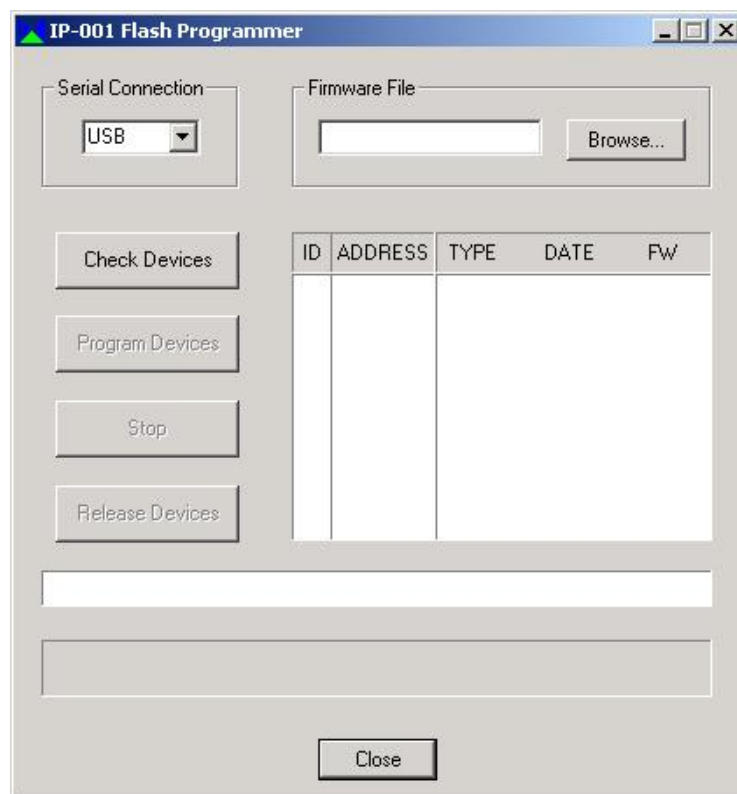 IP-001 Flash Programmer
Serial Connection
Firmware File
USB
Browse...
Check Devices
ID ADDRESS TYPE DATE FW
Program Devices
Stop
Release Devices
Close